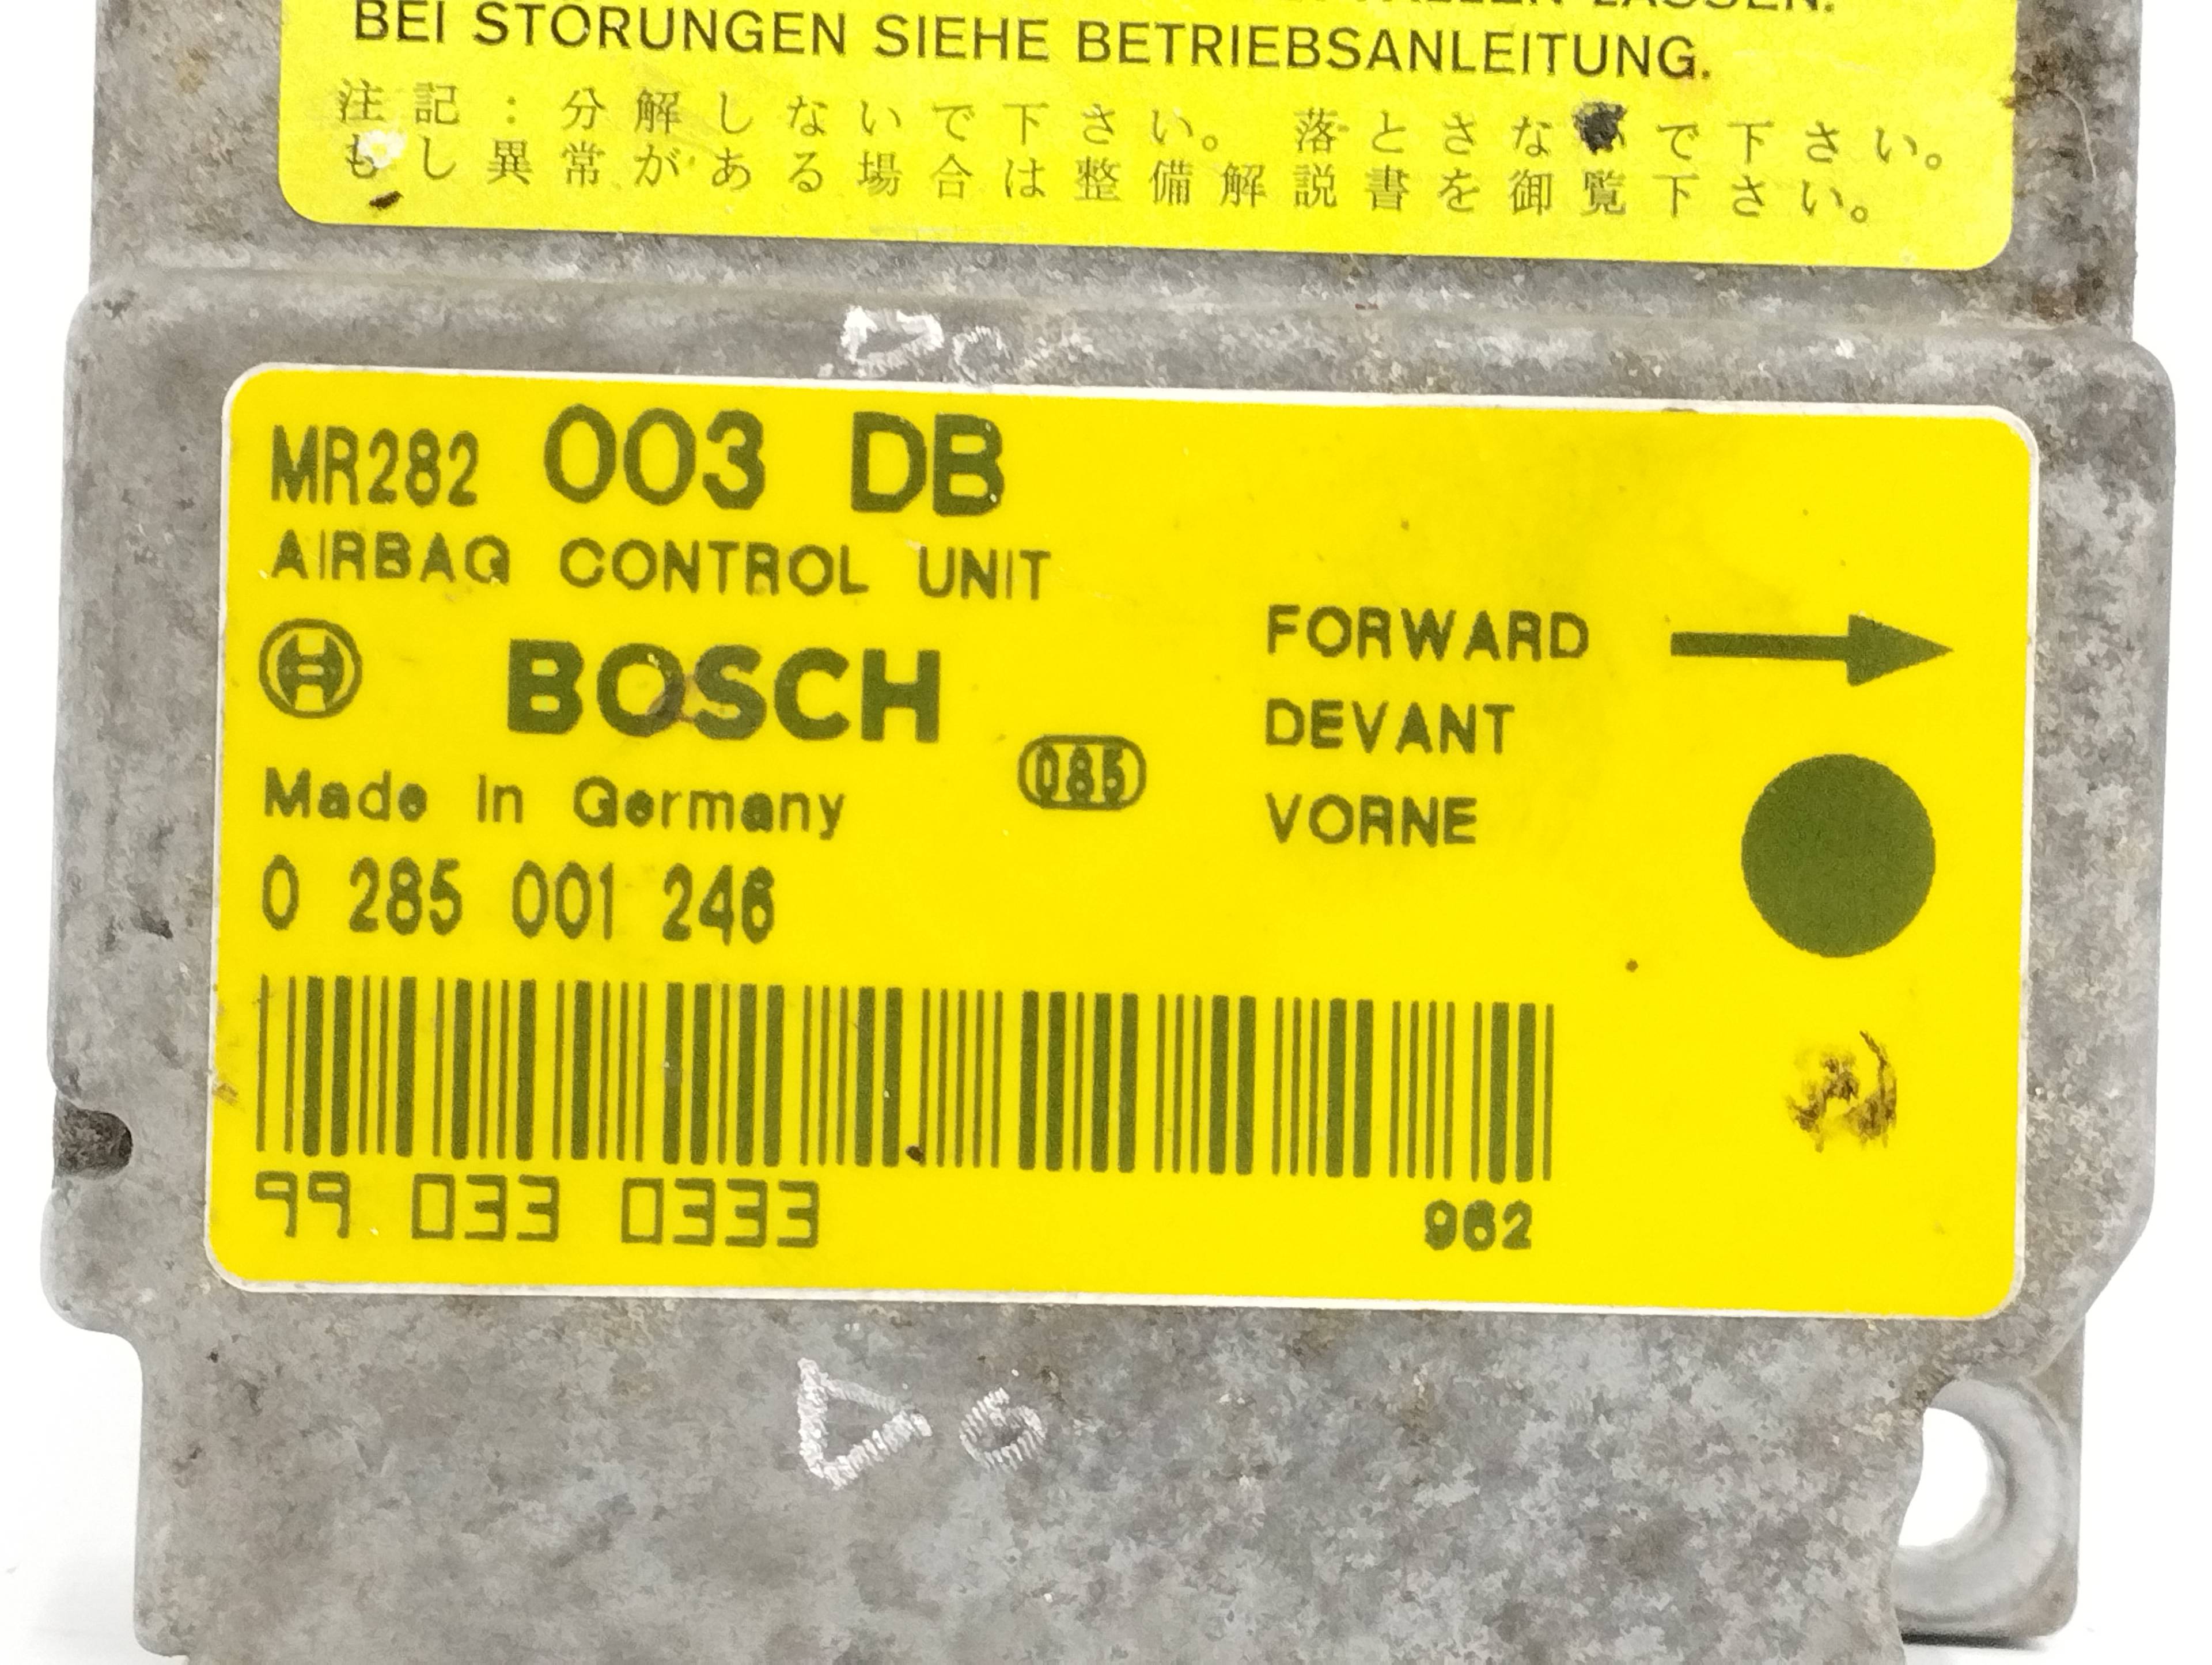 LASSEN.
BEI STÖRUNGEN SIEHE BETRIEBSANLEITUNG.
注記：分解しないで下さい。落とさな で下さい。
もし異常がある場合は整備解説書を御覧下さい。
MR282 003 DB
AIRBAG CONTROL UNIT
BOSCH
Made In Germany
085
0 285 001 246
FORWARD
DEVANT
VORNE
99 033 0333
962